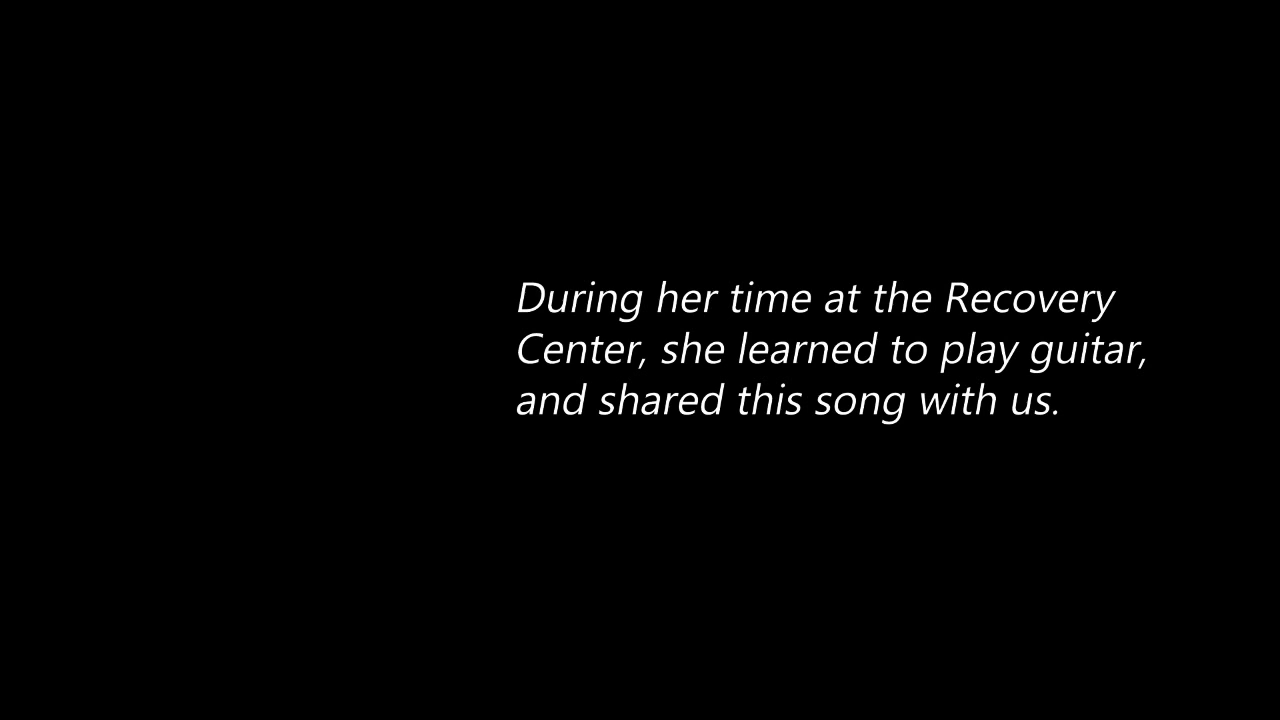 During her time at the Recovery
Center, she learned to play guitar,
and shared this song with us.